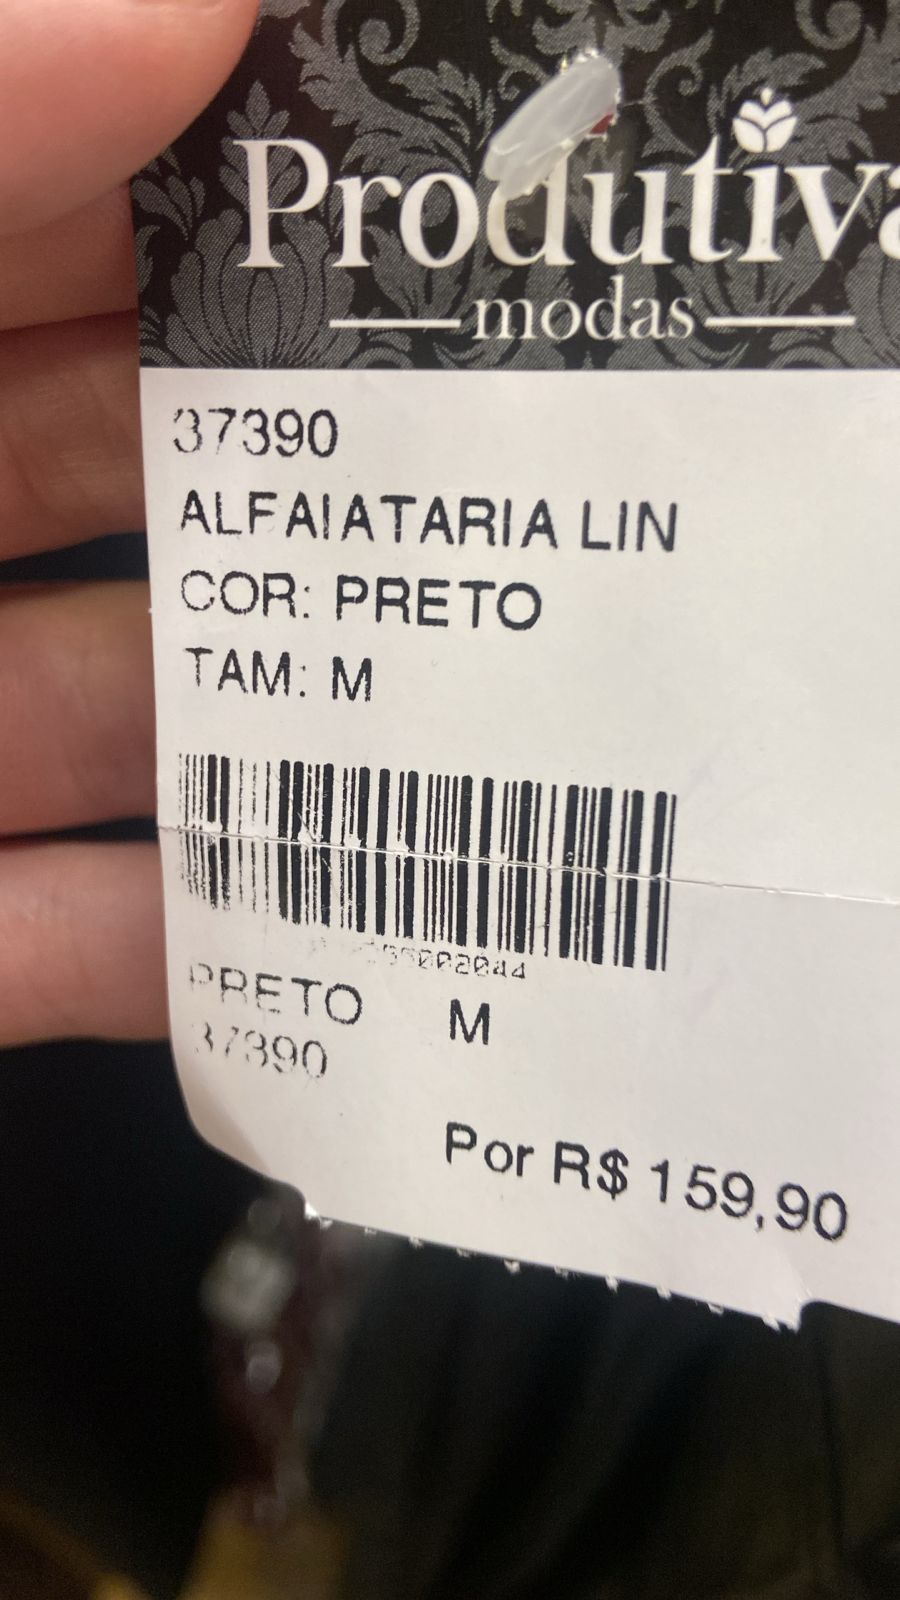 Produtiva
modas
37390
ALFAIATARIA LIN
COR: PRETO
TAM: M
PRETO M
37390
Por R$ 159,90